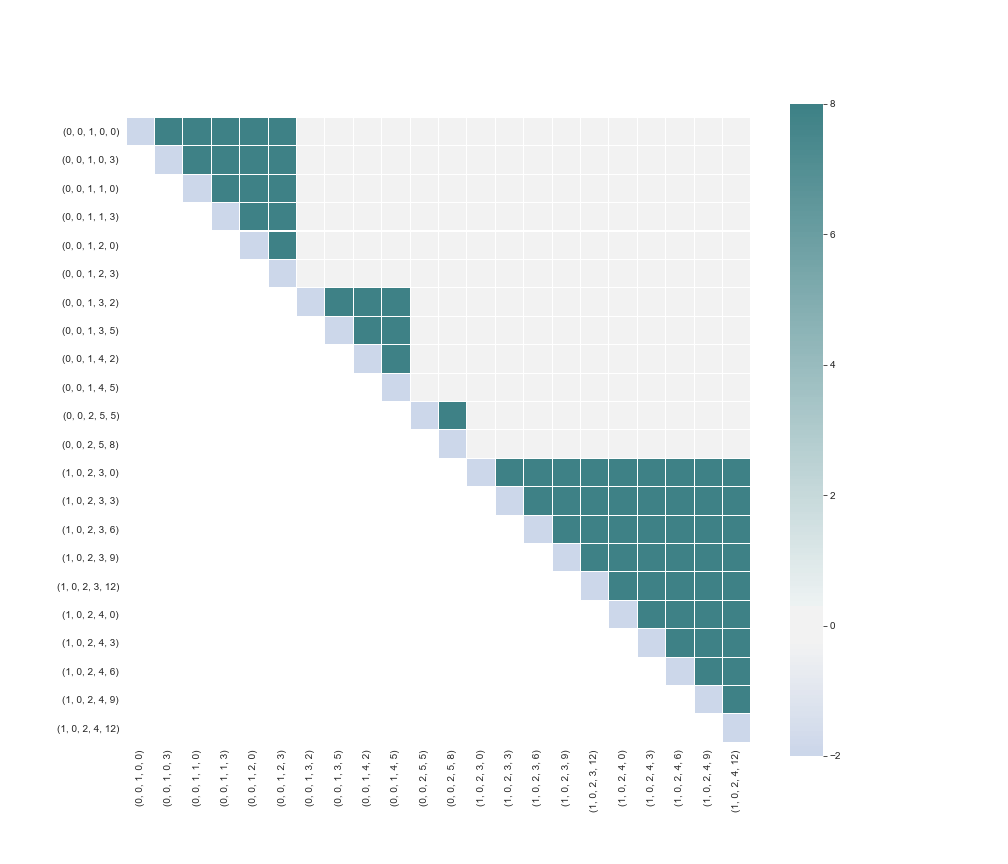 8
6
4
2
0
−2
(0, 0, 1, 0, 0)
(0, 0, 1, 0, 3)
(0, 0, 1, 1, 0)
(0, 0, 1, 1, 3)
(0, 0, 1, 2, 0)
(0, 0, 1, 2, 3)
(0, 0, 1, 3, 2)
(0, 0, 1, 3, 5)
(0, 0, 1, 4, 2)
(0, 0, 1, 4, 5)
(0, 0, 2, 5, 5)
(0, 0, 2, 5, 8)
(1, 0, 2, 3, 0)
(1, 0, 2, 3, 3)
(1, 0, 2, 3, 6)
(1, 0, 2, 3, 9)
(1, 0, 2, 3, 12)
(1, 0, 2, 4, 0)
(1, 0, 2, 4, 3)
(1, 0, 2, 4, 6)
(1, 0, 2, 4, 9)
(1, 0, 2, 4, 12)
(0, 0, 1, 0, 0)
(0, 0, 1, 0, 3)
(0, 0, 1, 1, 0)
(0, 0, 1, 1, 3)
(0, 0, 1, 2, 0)
(0, 0, 1, 2, 3)
(0, 0, 1, 3, 2)
(0, 0, 1, 3, 5)
(0, 0, 1, 4, 2)
(0, 0, 1, 4, 5)
(0, 0, 2, 5, 5)
(0, 0, 2, 5, 8)
(1, 0, 2, 3, 0)
(1, 0, 2, 3, 3)
(1, 0, 2, 3, 6)
(1, 0, 2, 3, 9)
(1, 0, 2, 3, 12)
(1, 0, 2, 4, 0)
(1, 0, 2, 4, 3)
(1, 0, 2, 4, 6)
(1, 0, 2, 4, 9)
(1, 0, 2, 4, 12)